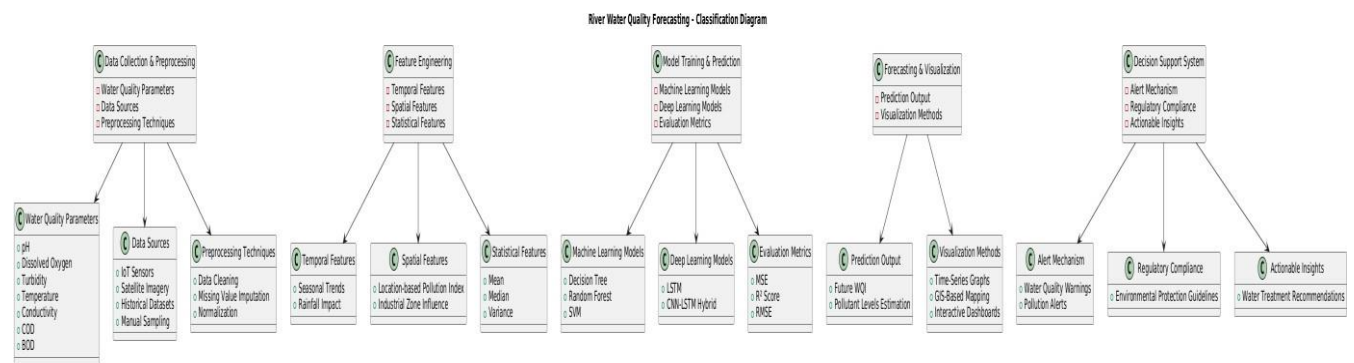 River Water Quality Forecasting - Classification Diagram
C Data Collection & Preprocessing
Water Quality Parameters
Data Sources
Preprocessing Techniques
C Feature Engineering
Temporal Features
Spatial Features
Statistical Features
C Model Training & Prediction
Machine Learning Models
Deep Learning Models
Evaluation Metrics
C Forecasting & Visualization
Prediction Output
Visualization Methods
C Decision Support System
Alert Mechanism
Regulatory Compliance
Actionable Insights
C Water Quality Parameters
pH
Dissolved Oxygen
Turbidity
Temperature
Conductivity
COD
BOD
C Data Sources
IoT Sensors
Satellite Imagery
Historical Datasets
Manual Sampling
C Preprocessing Techniques
Data Cleaning
Missing Value Imputation
Normalization
C Temporal Features
Seasonal Trends
Rainfall Impact
C Spatial Features
Location-based Pollution Index
Industrial Zone Influence
C Statistical Features
Mean
Median
Variance
C Machine Learning Models
Decision Tree
Random Forest
SVM
C Deep Learning Models
LSTM
CNN-LSTM Hybrid
C Evaluation Metrics
MSE
R² Score
RMSE
C Prediction Output
Future WQI
Pollutant Levels Estimation
C Visualization Methods
Time-Series Graphs
GIS-Based Mapping
Interactive Dashboards
C Alert Mechanism
Water Quality Warnings
Pollution Alerts
C Regulatory Compliance
Environmental Protection Guidelines
C Actionable Insights
Water Treatment Recommendations